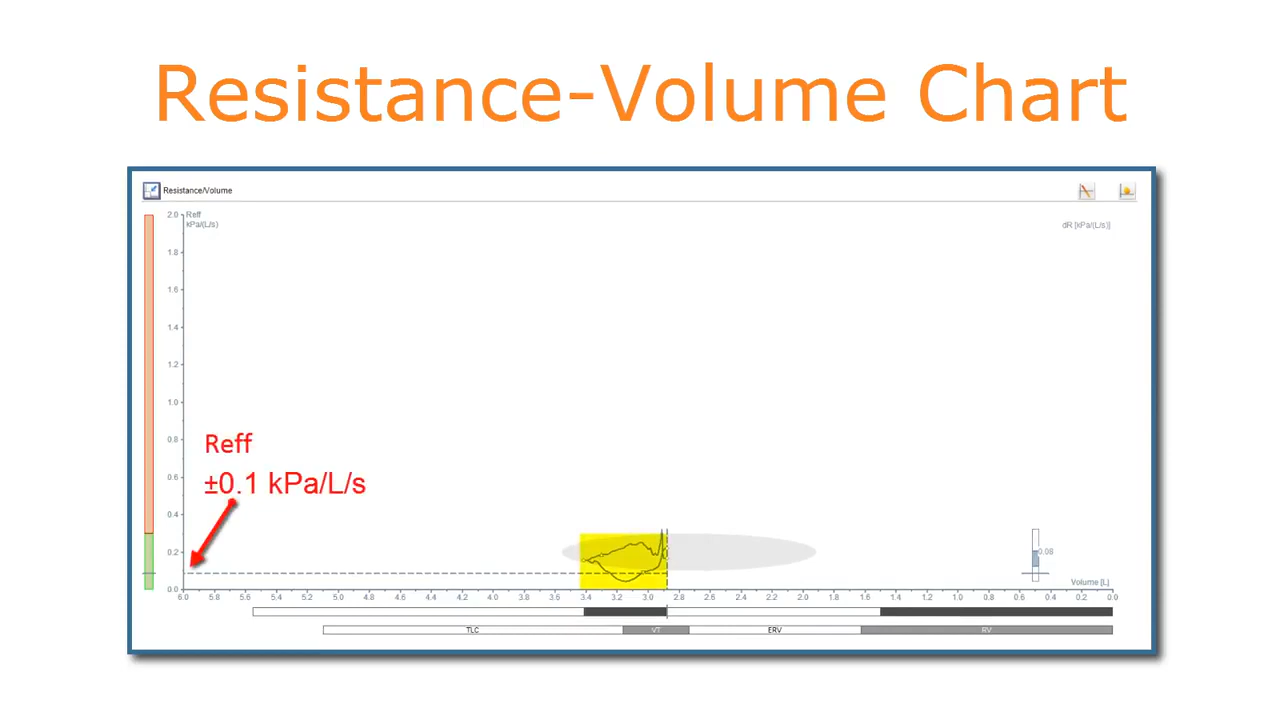 Resistance-Volume Chart
Resistance/Volume
2.0 Reff
kPa/(L/s)
dR [kPa/(L/s)]
1.8
1.6
1.4
1.2
1.0
0.8
Reff
0.6
±0.1 kPa/L/s
0.4
0.2
0.08
0.0
Volume [L]
6.0 5.8 5.6 5.4 5.2 5.0 4.8 4.6 4.4 4.2 4.0 3.8 3.6 3.4 3.2 3.0 2.8 2.6 2.4 2.2 2.0 1.8 1.6 1.4 1.2 1.0 0.8 0.6 0.4 0.2 0.0
TLC VT ERV RV